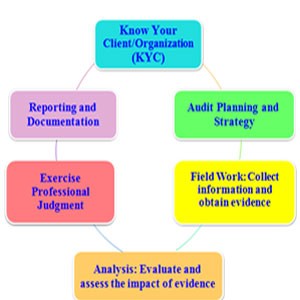 Know Your
Client/Organization
(KYC)
Audit Planning and
Strategy
Field Work: Collect
information and
obtain evidence
Analysis: Evaluate and
assess the impact of evidence
Exercise
Professional
Judgment
Reporting and
Documentation